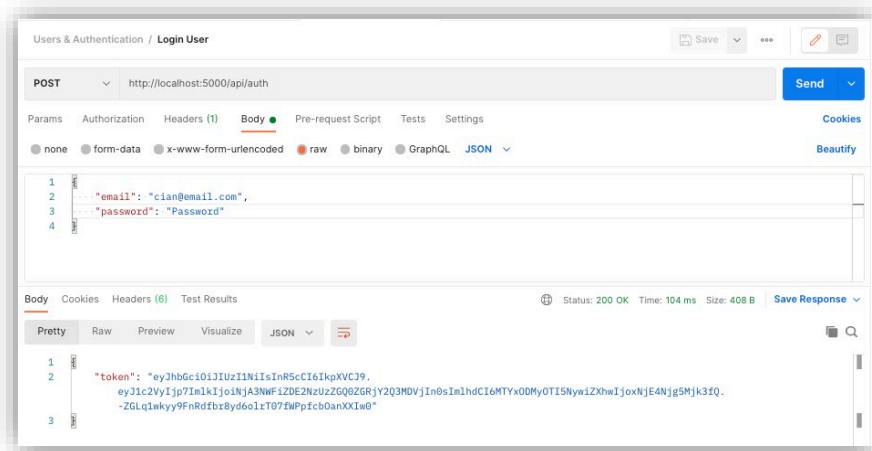 Users & Authentication / Login User
Save
POST http://localhost:5000/api/auth Send
Params Authorization Headers (1) Body Pre-request Script Tests Settings Cookies
none form-data x-www-form-urlencoded raw binary GraphQL JSON Beautify
1 {
2 "email": "cian@email.com",
3 "password": "Password"
4 }
Body Cookies Headers (6) Test Results Status: 200 OK Time: 104 ms Size: 408 B Save Response
Pretty Raw Preview Visualize JSON
1 {
2 "token": "eyJhbGciOiJIUzI1NiIsInR5cCI6IkpXVCJ9.
eyJ1c2VyIjp7ImlkIjoiNjA3NWFiZDE2NzUzZGQ0ZGRjY2Q3MDVjIn0sImlhdCI6MTYxODMyOTI5NywiZXhwIjoxNjE4Njg5Mjk3fQ.
-ZGLq1wkyy9FnRdfbr8yd6olrT07fWPpfcbOanXXIw0"
3 }